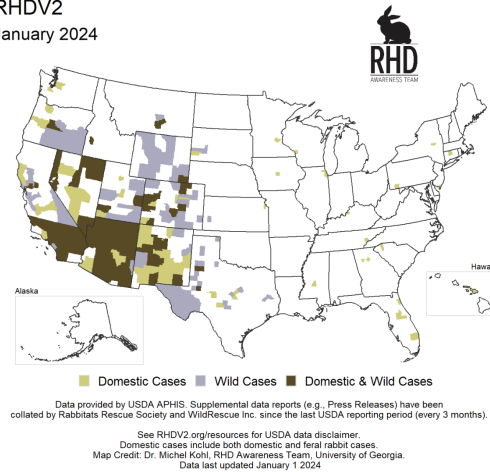 RHDV2
January 2024
RHD
AWARENESS TEAM
Hawa
Alaska
Domestic Cases
Wild Cases
Domestic & Wild Cases
Data provided by USDA APHIS. Supplemental data reports (e.g., Press Releases) have been
collated by Rabbitats Rescue Society and WildRescue Inc. since the last USDA reporting period (every 3 months).
See RHDV2.org/resources for USDA data disclaimer.
Domestic cases include both domestic and feral rabbit cases.
Map Credit: Dr. Michel Kohl, RHD Awareness Team, University of Georgia.
Data last updated January 1 2024